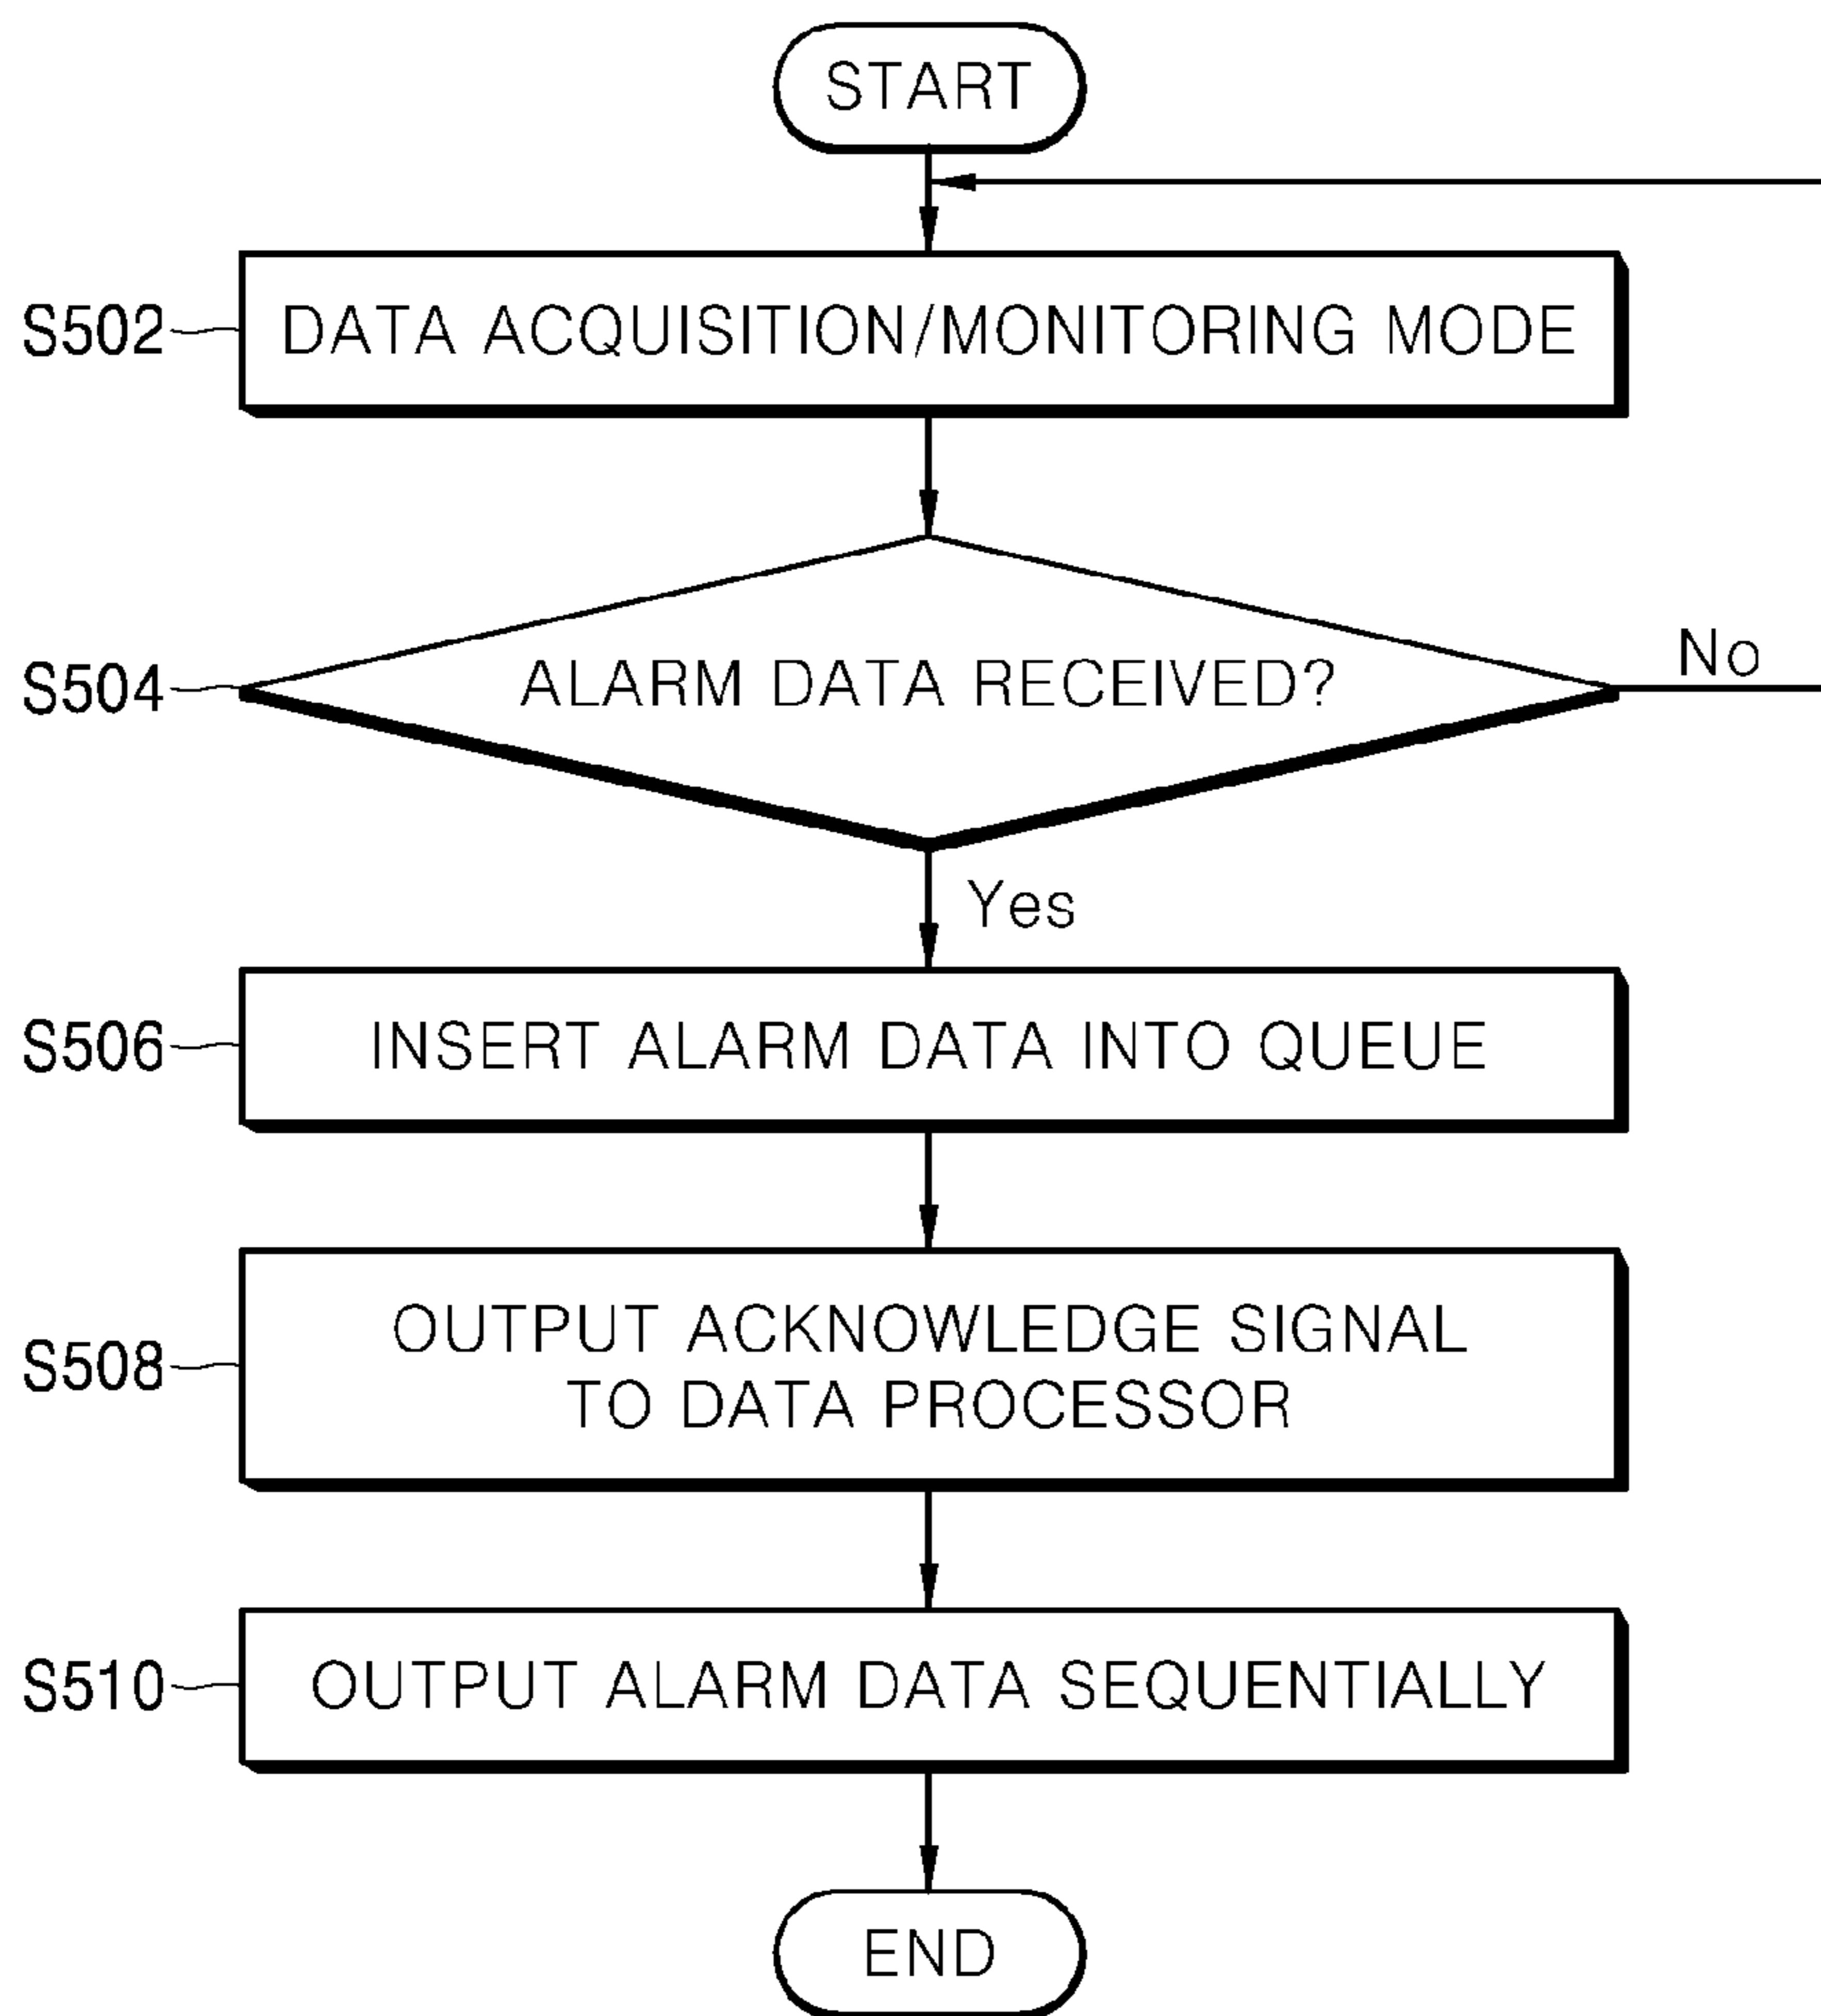 START
S502
DATA ACQUISITION/MONITORING MODE
S504
ALARM DATA RECEIVED?
No
Yes
S506
INSERT ALARM DATA INTO QUEUE
S508
OUTPUT ACKNOWLEDGE SIGNAL
TO DATA PROCESSOR
S510
OUTPUT ALARM DATA SEQUENTIALLY
END